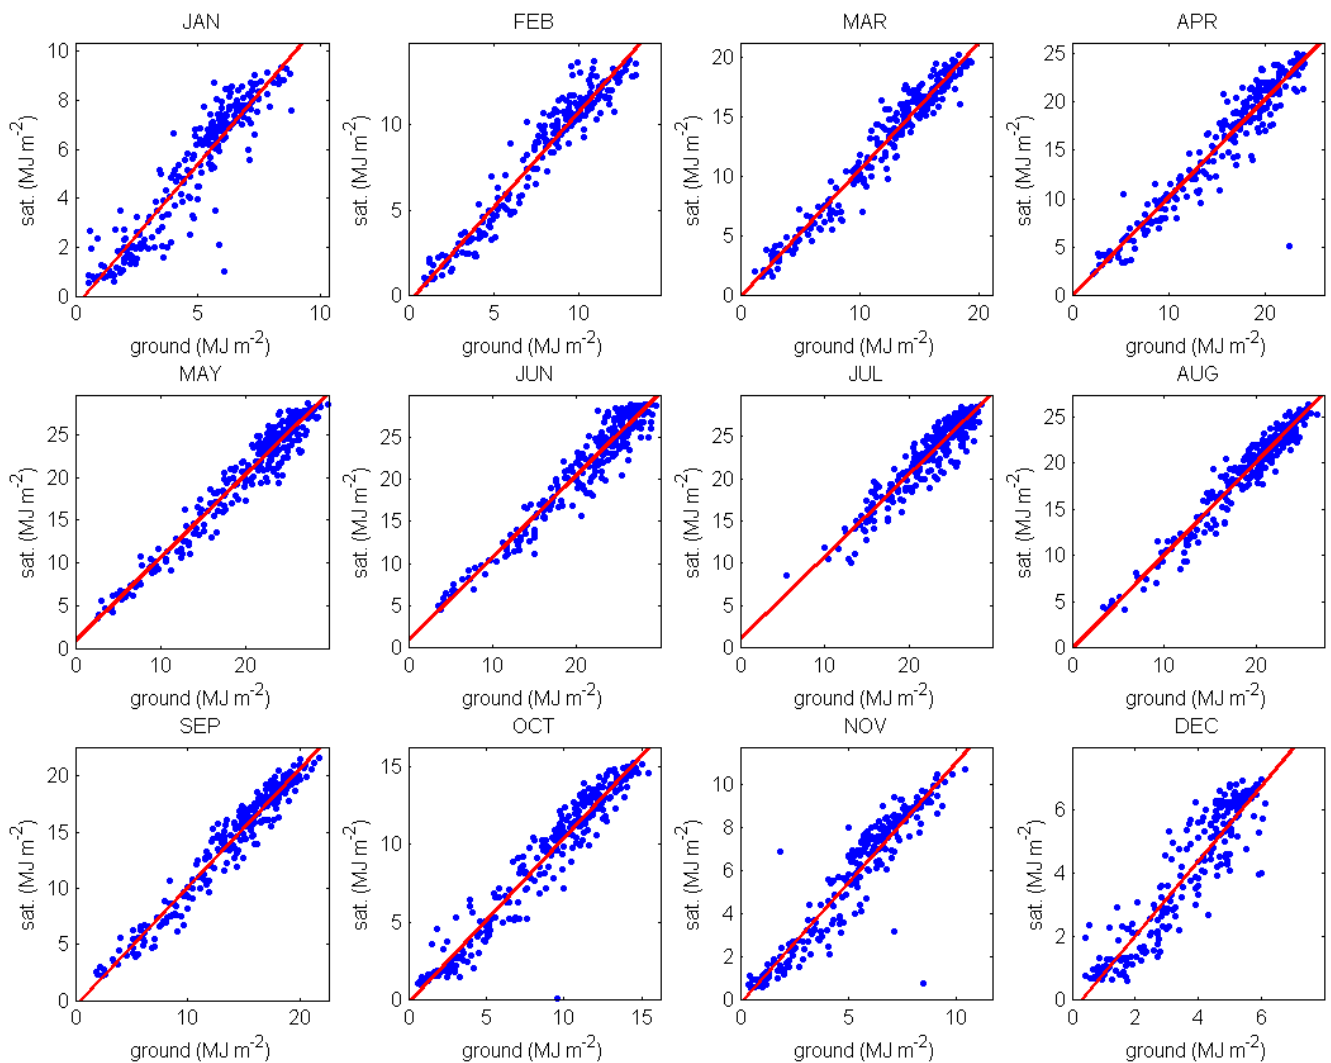 JAN
10
8
6
4
2
0
sat. (MJ m-2)
0 5 10
ground (MJ m-2)
FEB
10
5
0
sat. (MJ m-2)
0 5 10
ground (MJ m-2)
MAR
20
15
10
5
0
sat. (MJ m-2)
0 10 20
ground (MJ m-2)
APR
25
20
15
10
5
0
sat. (MJ m-2)
0 10 20
ground (MJ m-2)
MAY
25
20
15
10
5
0
sat. (MJ m-2)
0 10 20
ground (MJ m-2)
JUN
25
20
15
10
5
0
sat. (MJ m-2)
0 10 20
ground (MJ m-2)
JUL
25
20
15
10
5
0
sat. (MJ m-2)
0 10 20
ground (MJ m-2)
AUG
25
20
15
10
5
0
sat. (MJ m-2)
0 10 20
ground (MJ m-2)
SEP
20
15
10
5
0
sat. (MJ m-2)
0 10 20
ground (MJ m-2)
OCT
15
10
5
0
sat. (MJ m-2)
0 5 10 15
ground (MJ m-2)
NOV
10
8
6
4
2
0
sat. (MJ m-2)
0 5 10
ground (MJ m-2)
DEC
6
4
2
0
sat. (MJ m-2)
0 2 4 6
ground (MJ m-2)